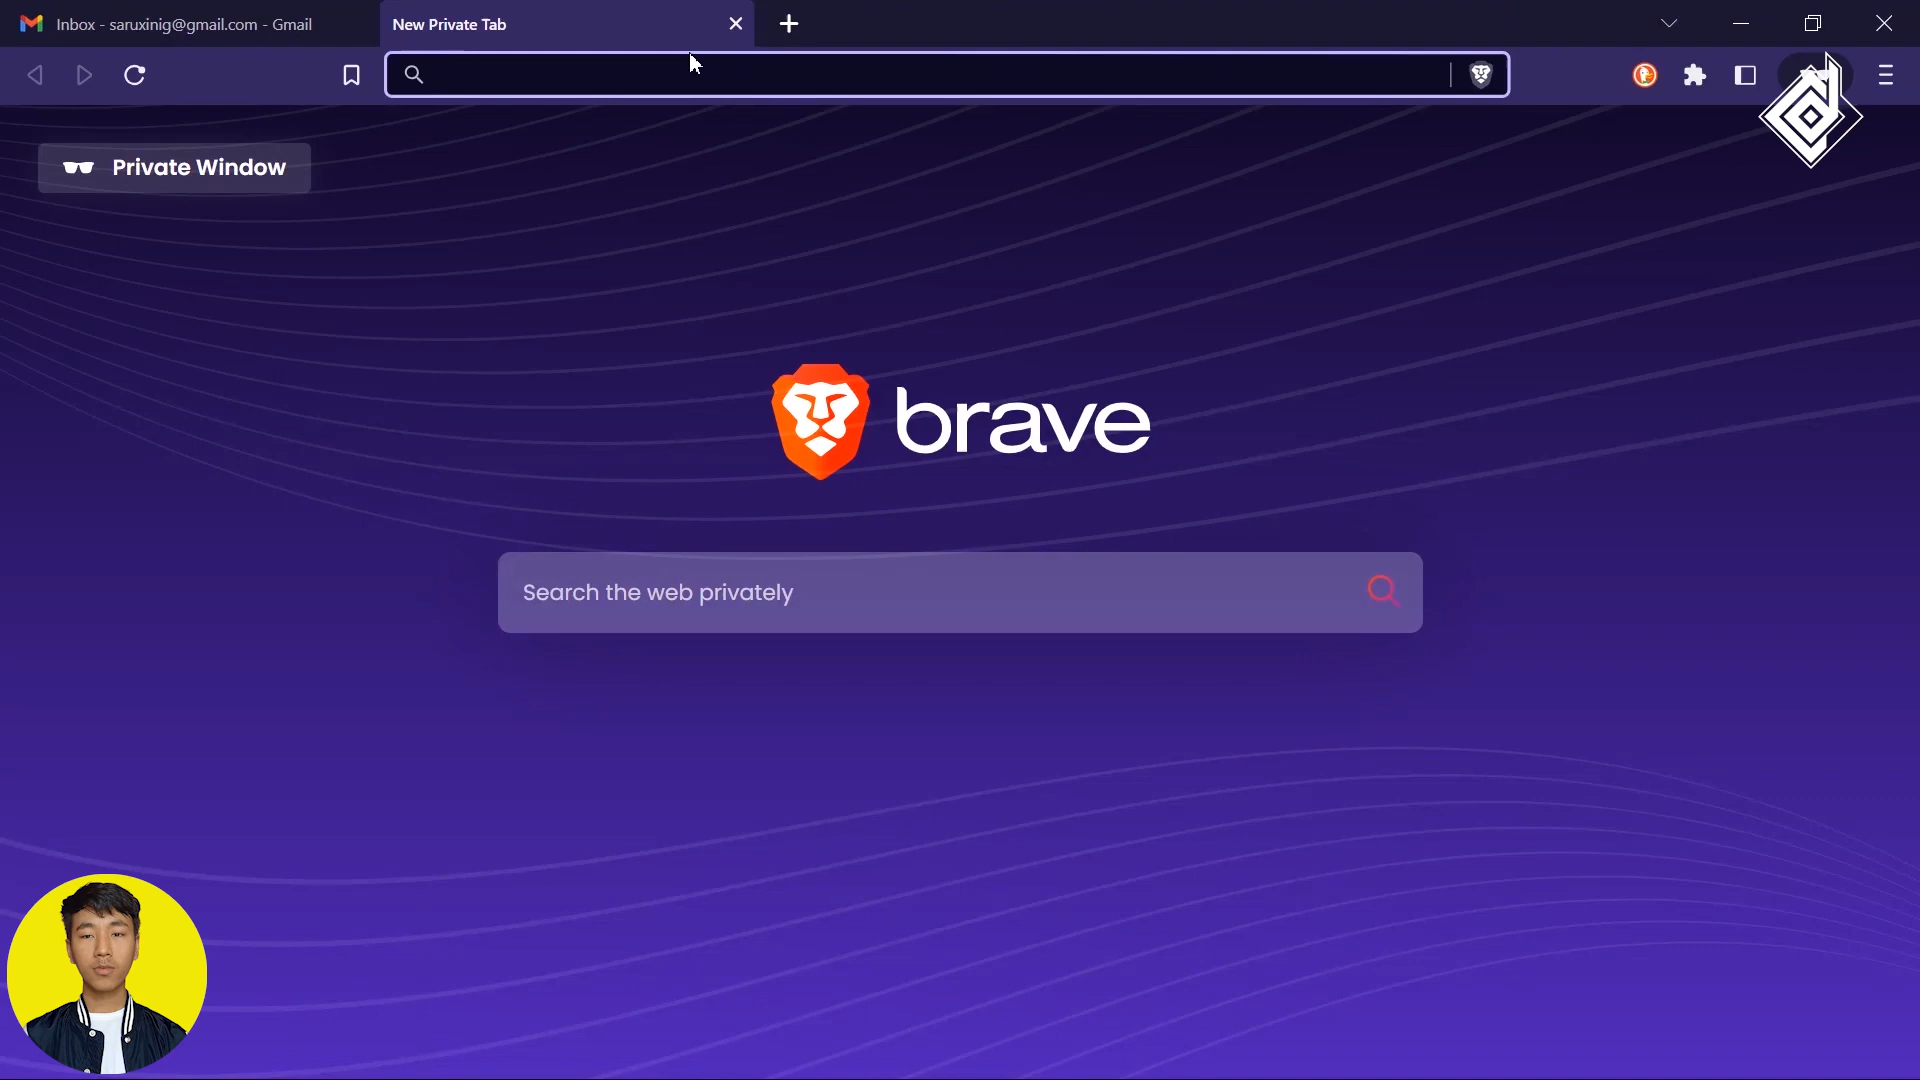 Inbox - saruxinig@gmail.com - Gmail
New Private Tab
Private Window
brave
Search the web privately